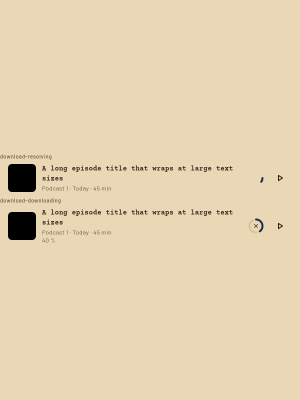 download-resolving
A long episode title that wraps at large text
sizes
Podcast 1 · Today · 45 min
download-downloading
A long episode title that wraps at large text
sizes
Podcast 1 · Today · 45 min
40 %